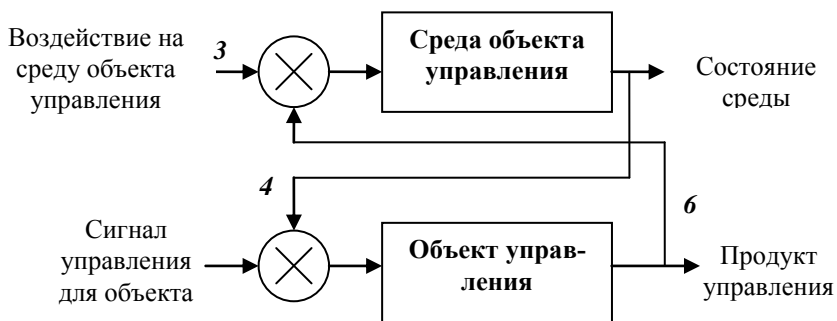 Воздействие на
среду объекта
управления
3
Среда объекта
управления
Состояние
среды
4
6
Сигнал
управления
для объекта
Объект управ-
ления
Продукт
управления